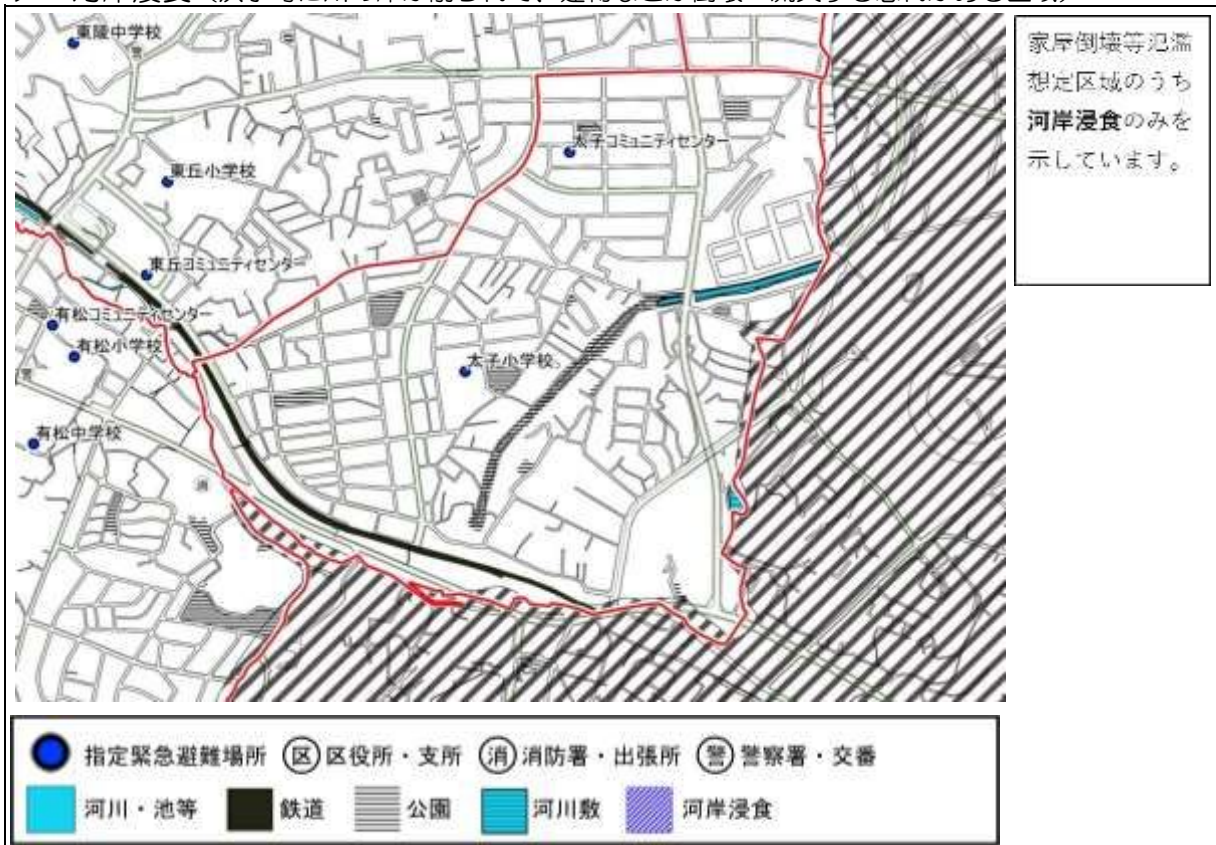 家屋倒壊等氾濫
想定区域のうち
河岸浸食のみを
示しています。
東陵中学校
太子コミュニティセンター
東丘小学校
東丘コミュニティセンター
有松コミュニティセンター
有松小学校
太子小学校
有松中学校
消
指定緊急避難場所 区 区役所・支所 消 消防署・出張所 警 警察署・交番
河川・池等 鉄道 公園 河川敷 河岸浸食